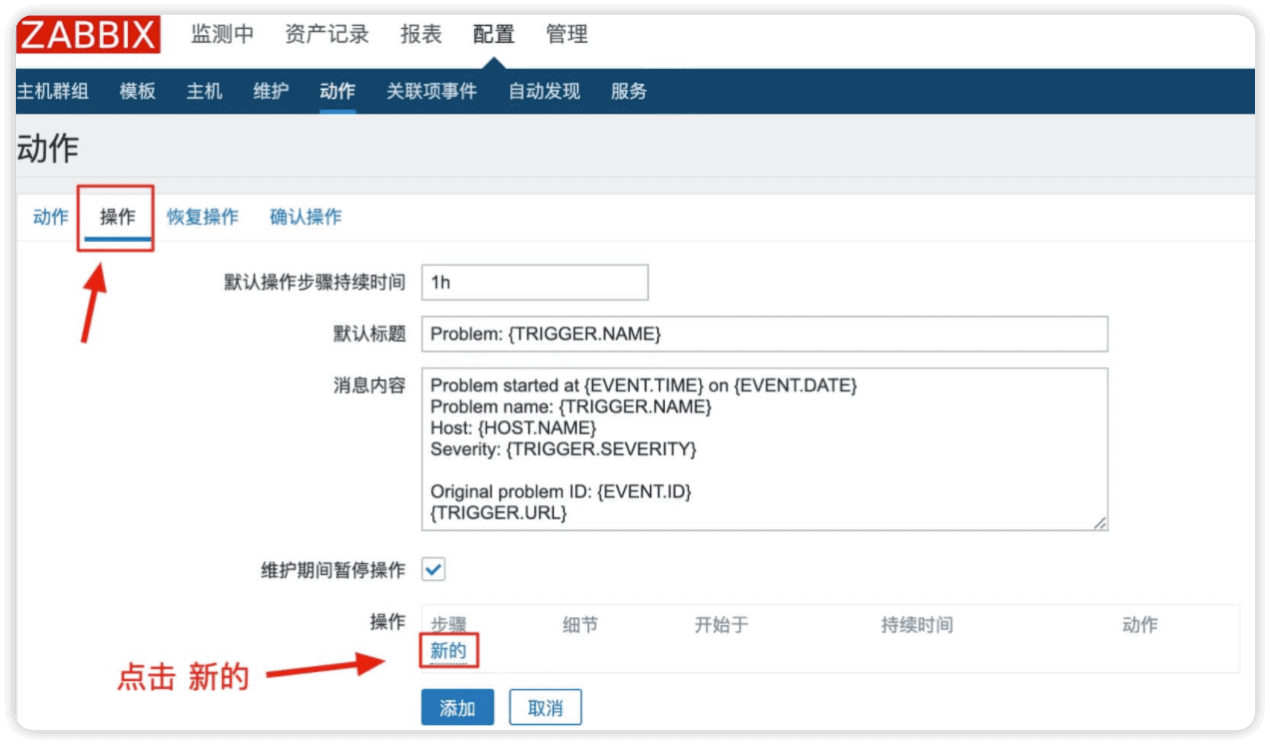 ZABBIX 监测中 资产记录 报表 配置 管理
主机群组 模板 主机 维护 动作 关联项事件 自动发现 服务
动作
动作 操作 恢复操作 确认操作
默认操作步骤持续时间 1h
默认标题 Problem: {TRIGGER.NAME}
消息内容 Problem started at {EVENT.TIME} on {EVENT.DATE}
Problem name: {TRIGGER.NAME}
Host: {HOST.NAME}
Severity: {TRIGGER.SEVERITY}
Original problem ID: {EVENT.ID}
{TRIGGER.URL}
维护期间暂停操作
操作 步骤 细节 开始于 持续时间 动作
新的
点击 新的
添加 取消